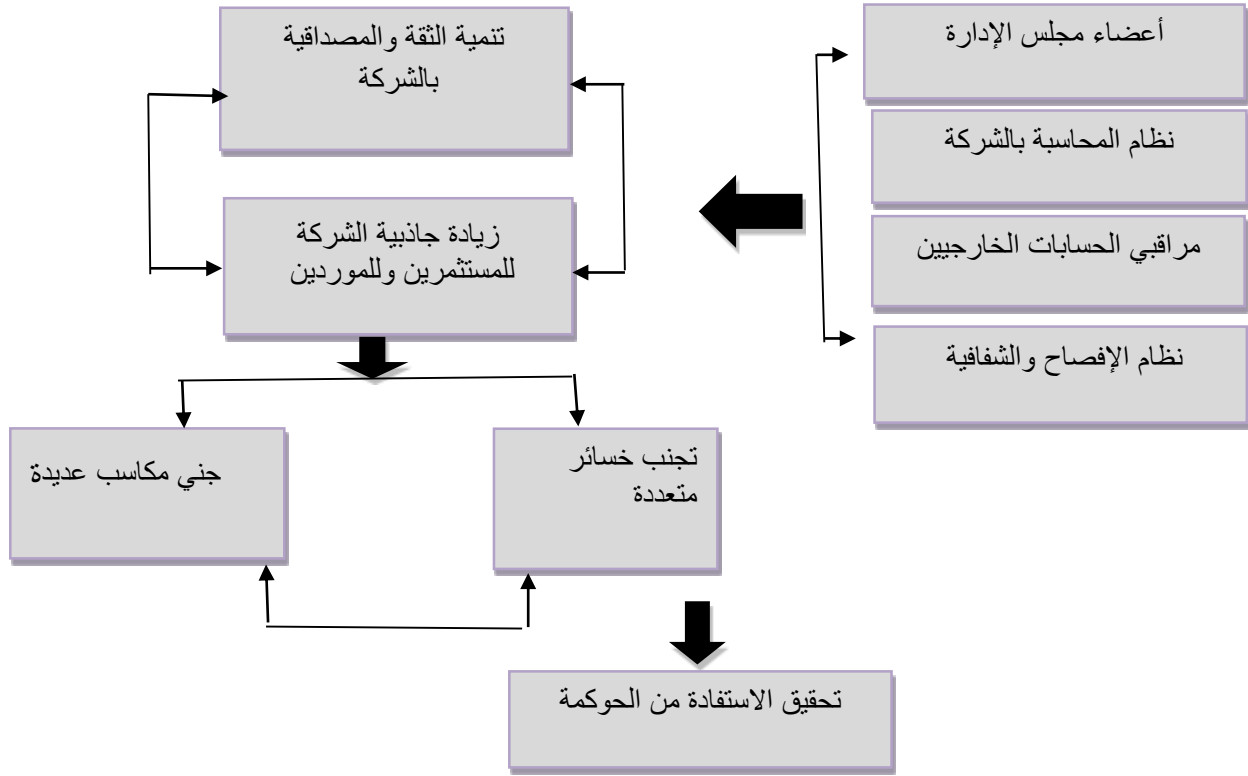 أعضاء مجلس الإدارة
نظام المحاسبة بالشركة
مراقبي الحسابات الخارجيين
نظام الإفصاح والشفافية
تنمية الثقة والمصداقية
بالشركة
زيادة جاذبية الشركة
للمستثمرين وللموردين
تجنب خسائر
متعددة
جني مكاسب عديدة
تحقيق الاستفادة من الحوكمة